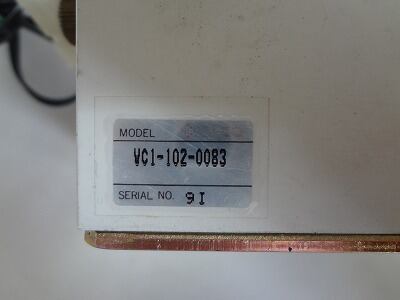 MODEL
VC1-102-0083
SERIAL NO. 9I